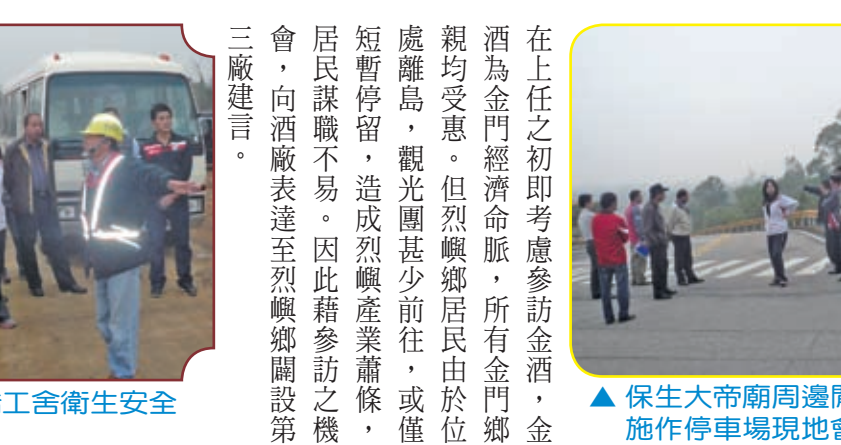 在上任之初即考慮參訪金酒，金
酒為金門經濟命脈，所有金門鄉
親均受惠。但烈嶼鄉居民由於位
處離島，觀光團甚少前往，或僅
短暫停留，造成烈嶼產業蕭條，
居民謀職不易。因此藉參訪之機
會，向酒廠表達至烈嶼鄉闢設第
三廠建言。
▲ 保生大帝廟周邊
施作停車場現地
工舍衛生安全